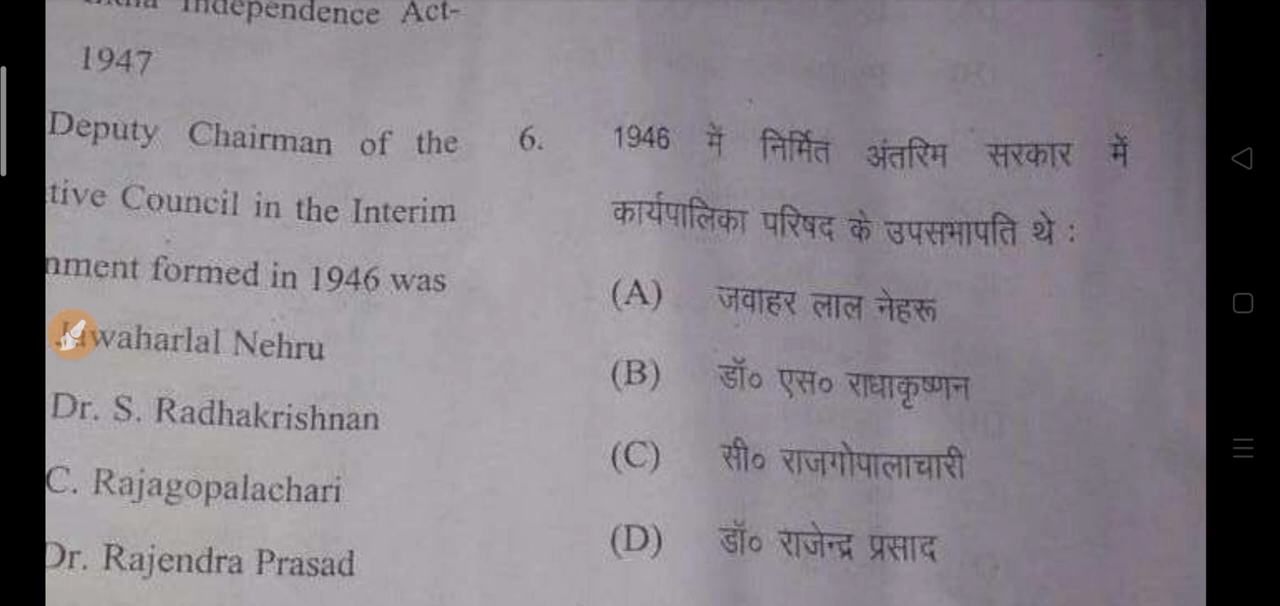 Independence Act-
1947
Deputy Chairman of the
tive Council in the Interim
nment formed in 1946 was
Jawaharlal Nehru
Dr. S. Radhakrishnan
C. Rajagopalachari
Dr. Rajendra Prasad
6. 1946 में निर्मित अंतरिम सरकार में
कार्यपालिका परिषद के उपसभापति थे :
(A) जवाहर लाल नेहरू
(B) डॉ० एस० राधाकृष्णन
(C) सी० राजगोपालाचारी
(D) डॉ० राजेन्द्र प्रसाद